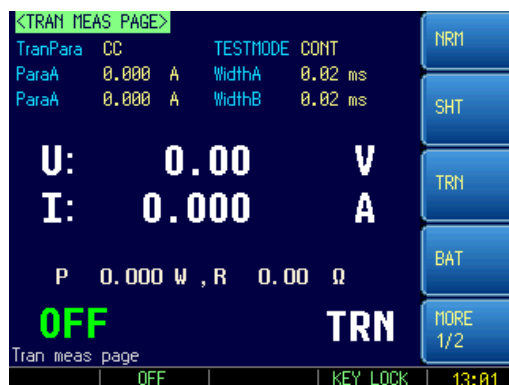 <TRAN MEAS PAGE>
TranPara CC TESTMODE CONT
ParaA 0.000 A WidthA 0.02 ms
ParaA 0.000 A WidthB 0.02 ms
U: 0.00 V
I: 0.000 A
P 0.000 W , R 0.00 Ω
OFF TRN
Tran meas page
OFF KEY LOCK 13:01
NRM
SHT
TRN
BAT
MORE
1/2